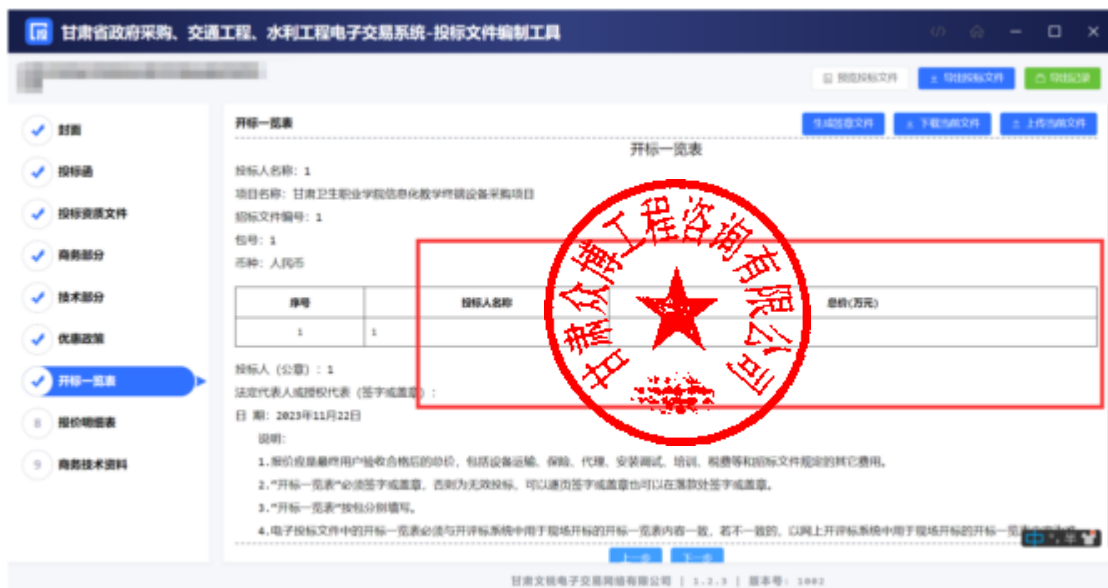 甘肃省政府采购、交通工程、水利工程电子交易系统-投标文件编制工具
预览投标文件
导出投标文件
导出记录
封面
投标函
投标资质文件
商务部分
技术部分
优惠政策
开标一览表
8 报价明细表
9 商务技术资料
开标一览表
生成签章文件
下载当前文件
上传当前文件
开标一览表
投标人名称: 1
项目名称: 甘肃卫生职业学院信息化教学终端设备采购项目
招标文件编号: 1
包号: 1
币种: 人民币
序号 投标人名称 总价(万元)
1 1
甘肃众博工程咨询有限公司
投标人 (公章) : 1
法定代表人或授权代表 (签字或盖章) :
日 期: 2023年11月22日
说明:
1.报价应是最终用户验收合格后的总价, 包括设备运输、保险、代理、安装调试、培训、税费等和招标文件规定的其它费用。
2."开标一览表"必须签字或盖章, 否则为无效投标, 可以逐页签字或盖章也可以在落款处签字或盖章。
3."开标一览表"按包分别填写。
4.电子投标文件中的开标一览表必须与开评标系统中用于现场开标的开标一览表内容一致, 若不一致的, 以网上开评标系统中用于现场开标的开标一览
中 半
上一步 下一步
甘肃文锐电子交易网络有限公司 | 1.2.3 | 版本号: 1002